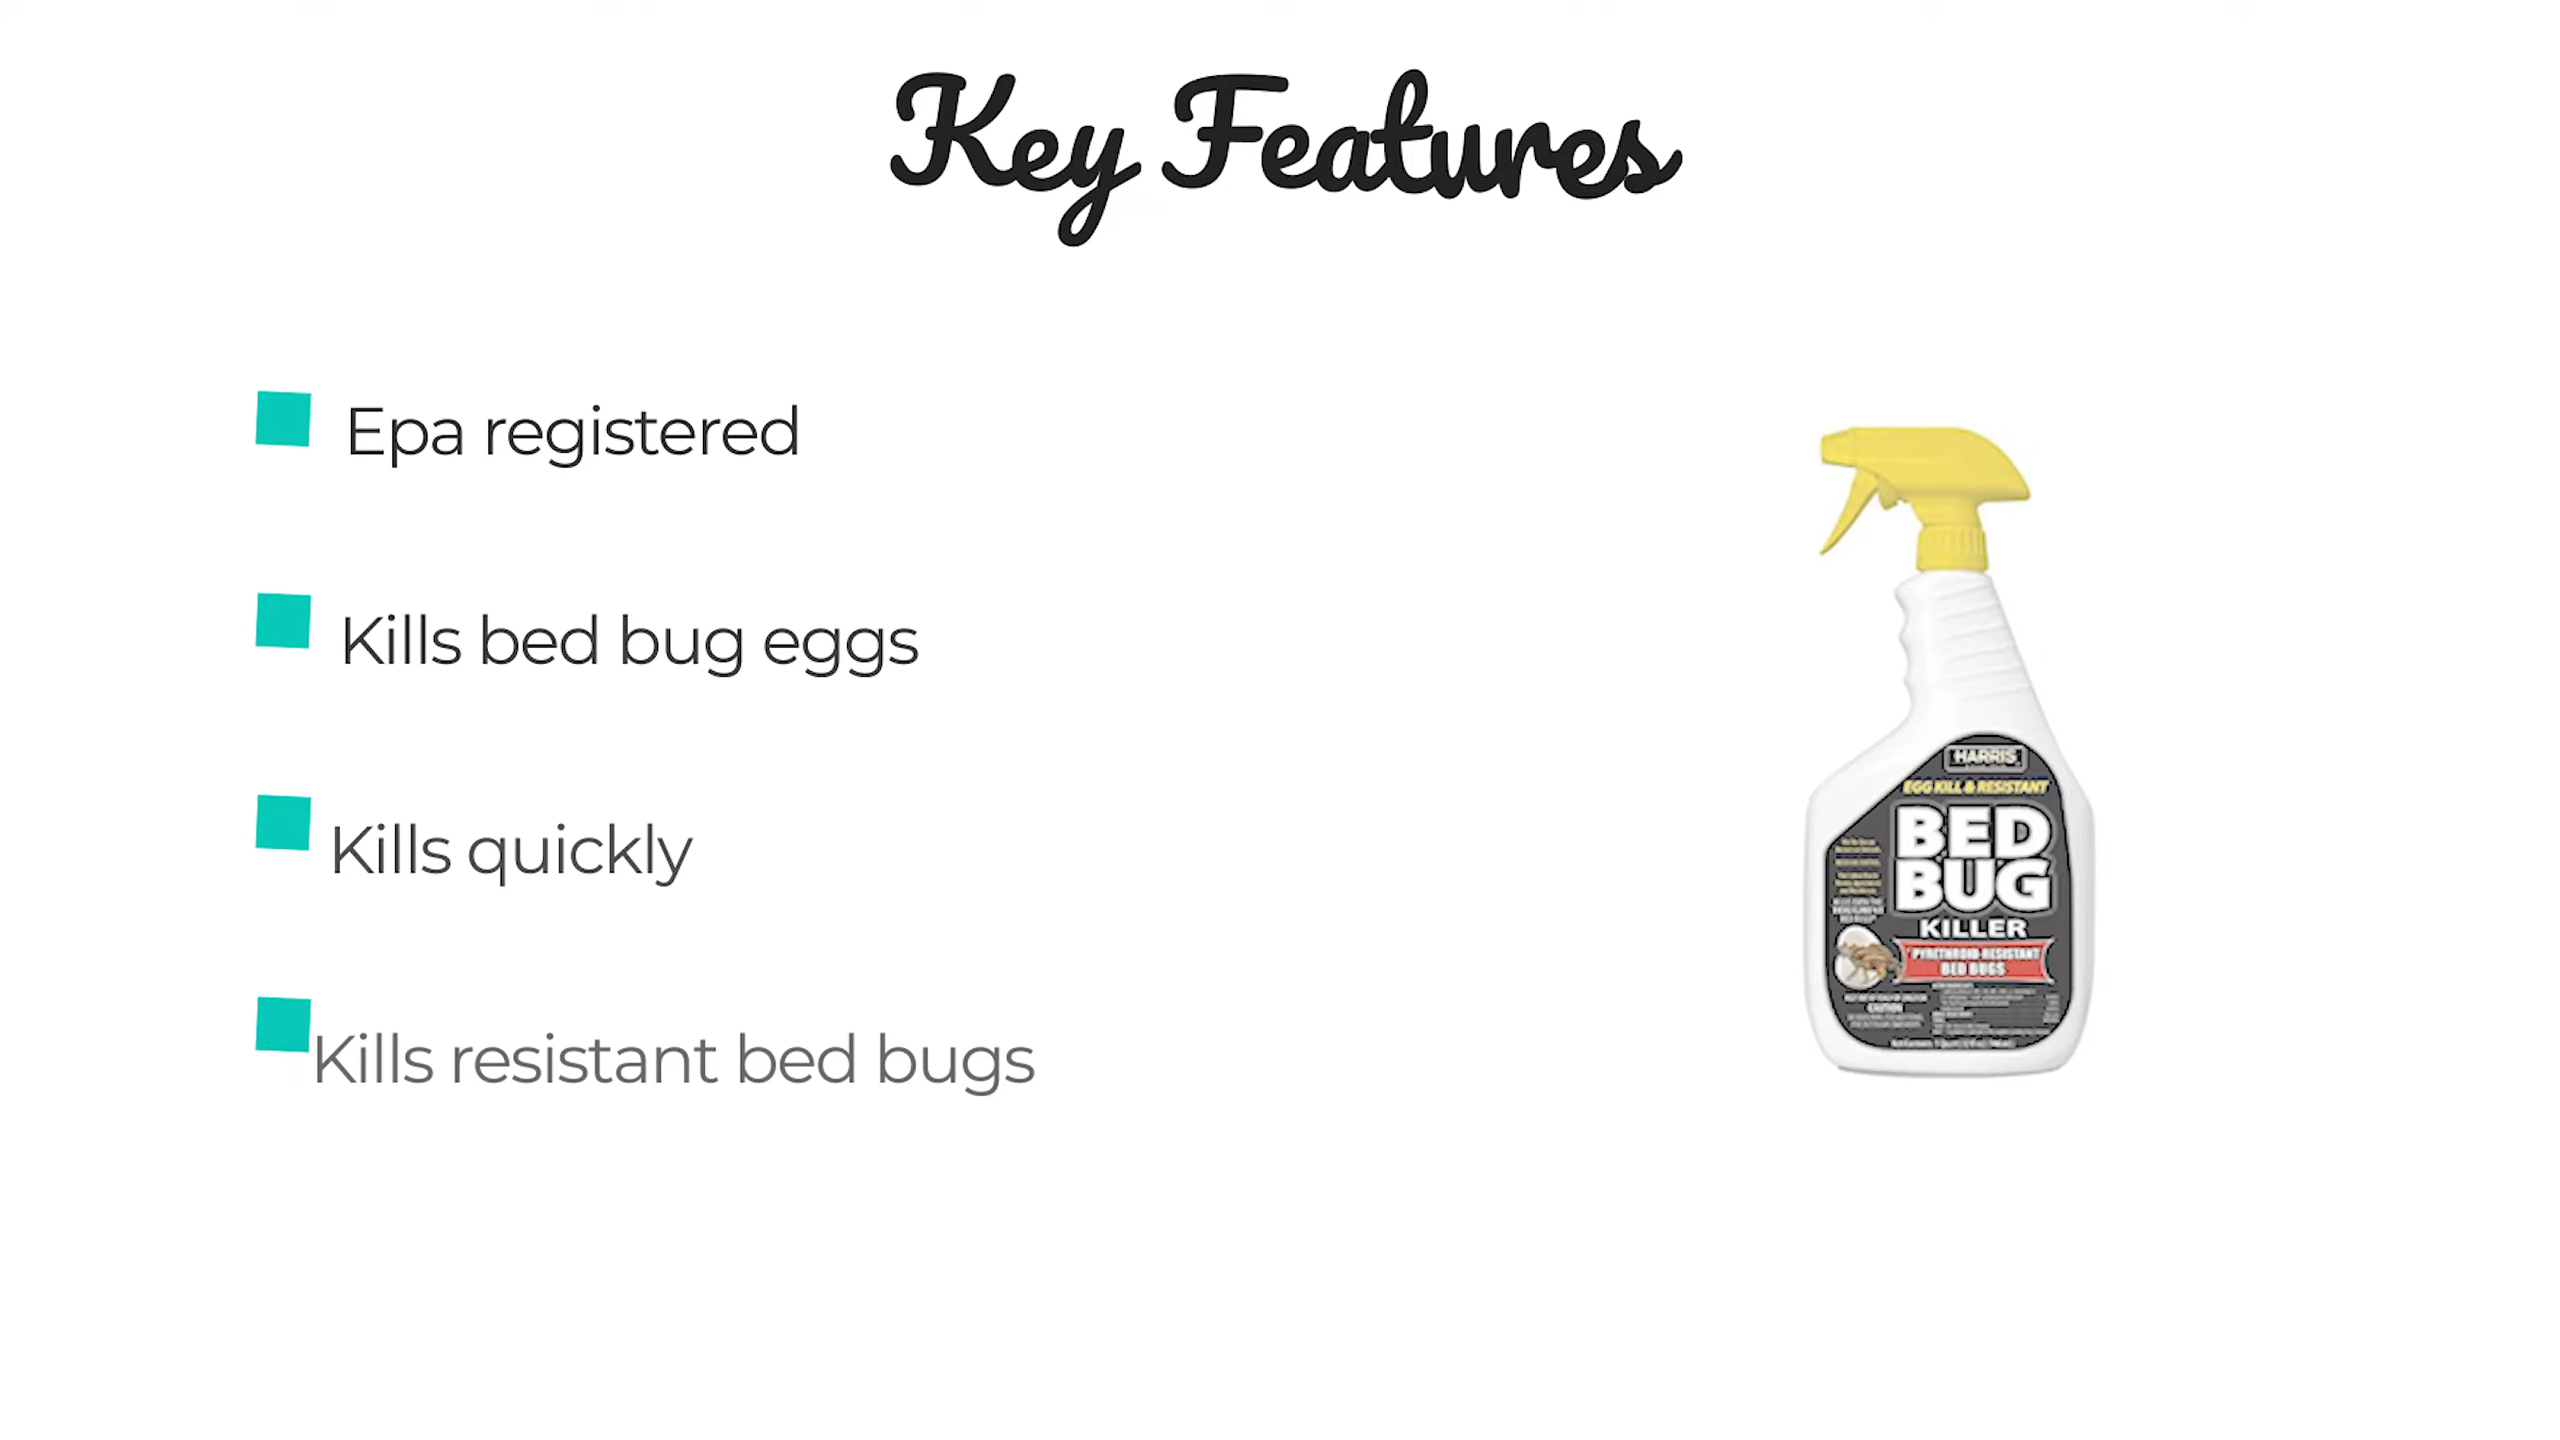 Key Features
Epa registered
Kills bed bug eggs
Kills quickly
Kills resistant bed bugs
HARRIS
EGG KILL & RESISTANT
BED
BUG
KILLER
PYRETHROID-RESISTANT
BED BUGS
CAUTION